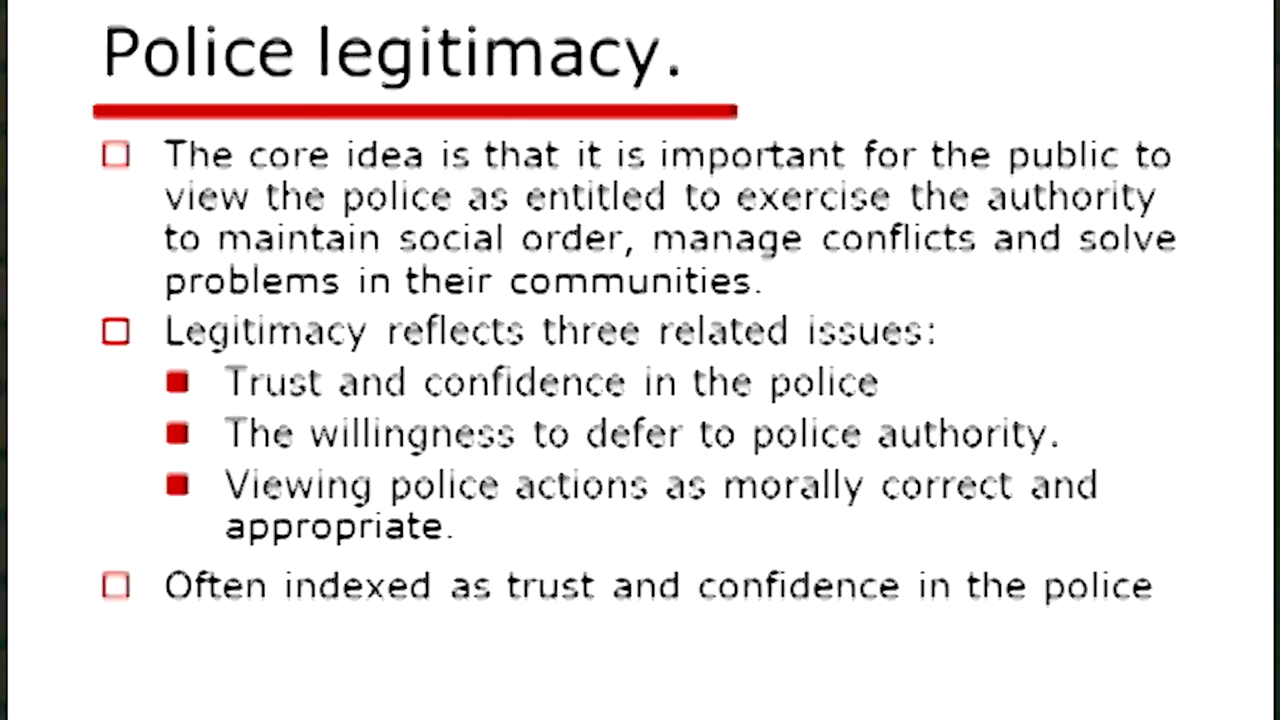 Police legitimacy.
The core idea is that it is important for the public to
view the police as entitled to exercise the authority
to maintain social order, manage conflicts and solve
problems in their communities.
Legitimacy reflects three related issues:
Trust and confidence in the police
The willingness to defer to police authority.
Viewing police actions as morally correct and
appropriate.
Often indexed as trust and confidence in the police